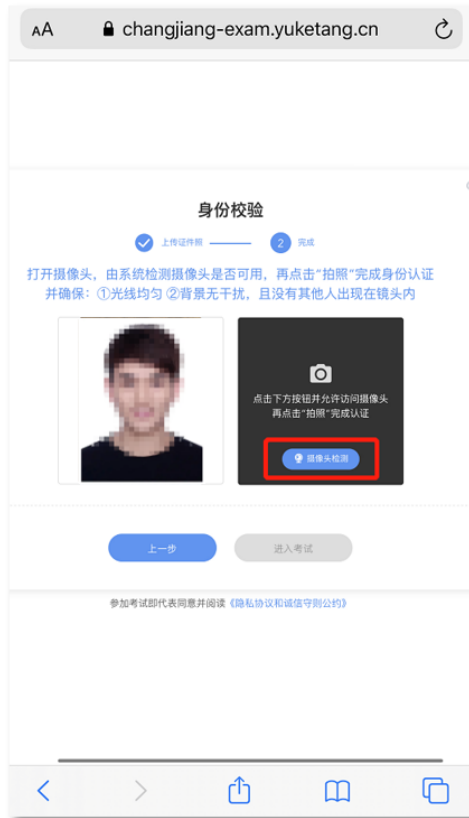 AA changjiang-exam.yuketang.cn
身份校验
上传证件照 2 完成
打开摄像头，由系统检测摄像头是否可用，再点击“拍照”完成身份认证
并确保：①光线均匀 ②背景无干扰，且没有其他人出现在镜头内
点击下方按钮并允许访问摄像头
再点击“拍照”完成认证
摄像头检测
上一步 进入考试
参加考试即代表同意并阅读《隐私协议和诚信守则公约》